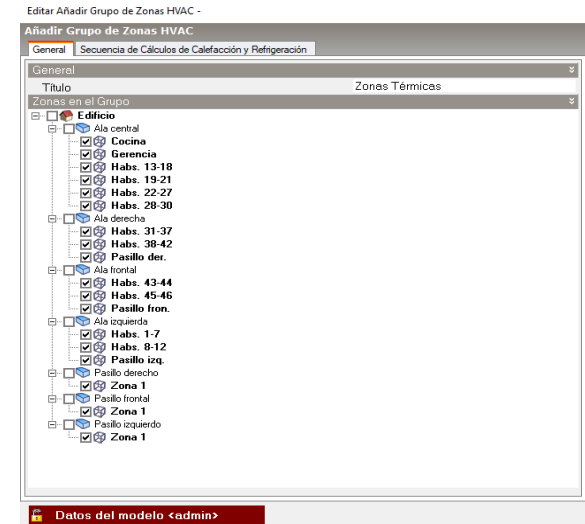 Editar Añadir Grupo de Zonas HVAC -
Añadir Grupo de Zonas HVAC
General Secuencia de Cálculos de Calefacción y Refrigeración
General
Título Zonas Térmicas
Zonas en el Grupo
Edificio
Ala central
Cocina
Gerencia
Habs. 13-18
Habs. 19-21
Habs. 22-27
Habs. 28-30
Ala derecha
Habs. 31-37
Habs. 38-42
Pasillo der.
Ala frontal
Habs. 43-44
Habs. 45-46
Pasillo fron.
Ala izquierda
Habs. 1-7
Habs. 8-12
Pasillo izq.
Pasillo derecho
Zona 1
Pasillo frontal
Zona 1
Pasillo izquierdo
Zona 1
Datos del modelo <admin>